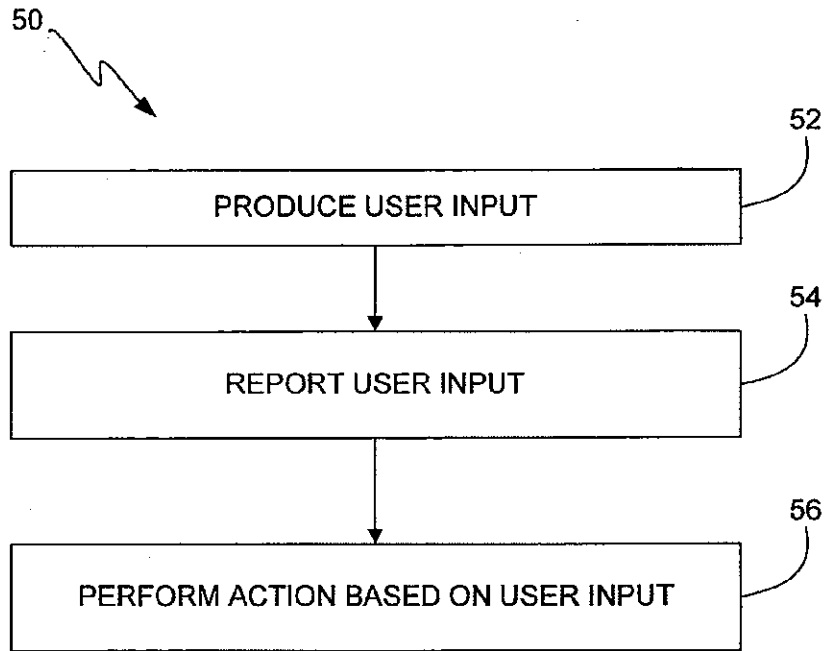 50
52
PRODUCE USER INPUT
54
REPORT USER INPUT
56
PERFORM ACTION BASED ON USER INPUT